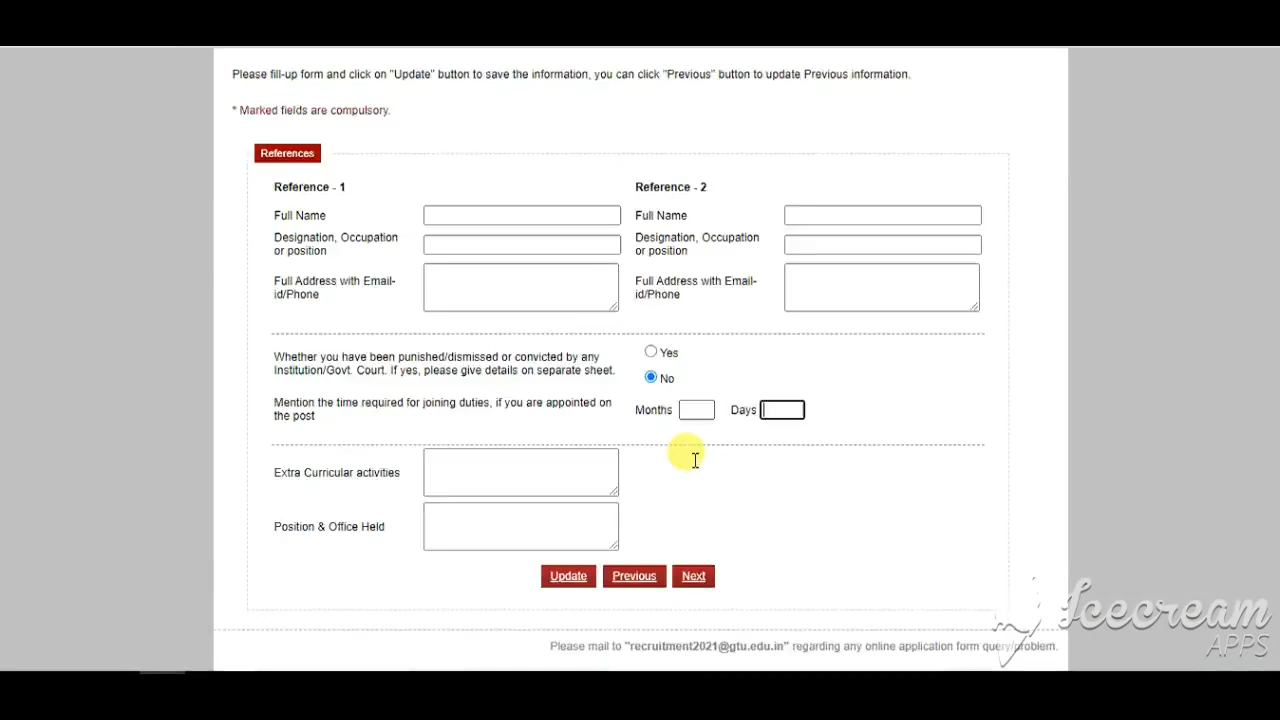 Please fill-up form and click on "Update" button to save the information, you can click "Previous" button to update Previous information.
* Marked fields are compulsory.
References
Reference - 1
Reference - 2
Full Name
Full Name
Designation, Occupation
or position
Designation, Occupation
or position
Full Address with Email-
id/Phone
Full Address with Email-
id/Phone
Whether you have been punished/dismissed or convicted by any
Institution/Govt. Court. If yes, please give details on separate sheet.
Yes
No
Mention the time required for joining duties, if you are appointed on
the post
Months
Days
Extra Curricular activities
Position & Office Held
Update
Previous
Next
Please mail to "recruitment2021@gtu.edu.in" regarding any online application form query/problem.
Icecream
APPS